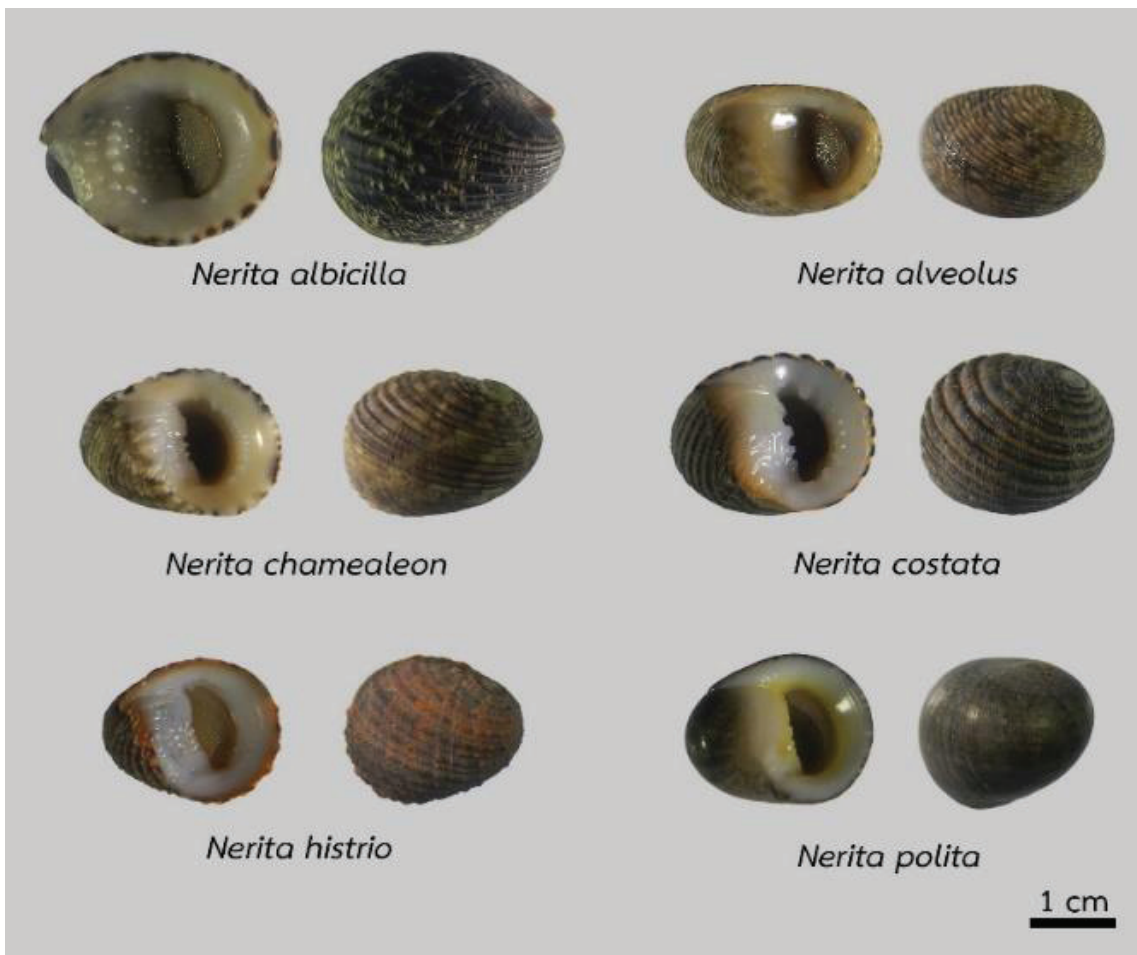 Nerita albicilla
Nerita alveolus
Nerita chamealeon
Nerita costata
Nerita histrio
Nerita polita
1 cm